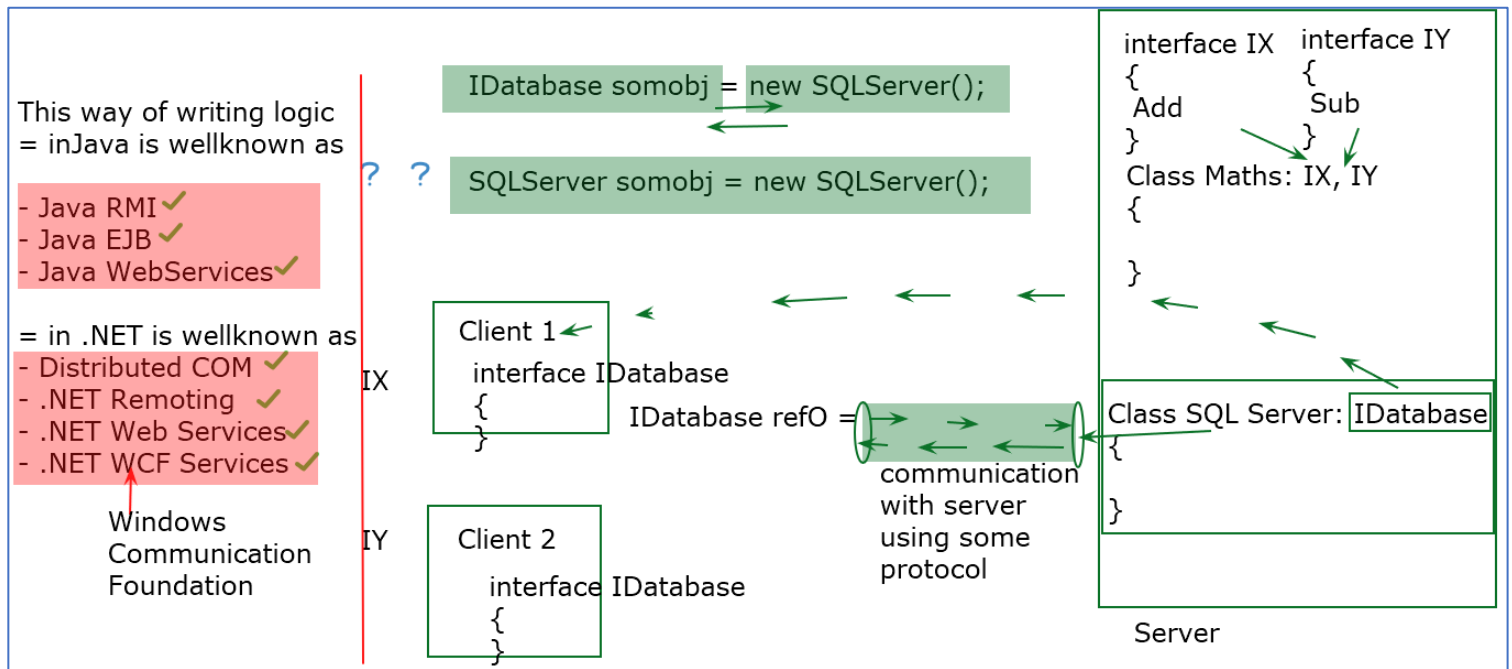 This way of writing logic
= inJava is wellknown as
- Java RMI
- Java EJB
- Java WebServices
= in .NET is wellknown as
- Distributed COM
- .NET Remoting
- .NET Web Services
- .NET WCF Services
Windows
Communication
Foundation
IDatabase somobj = new SQLServer();
? ?
SQLServer somobj = new SQLServer();
IX
Client 1
interface IDatabase
{
}
IDatabase refO =
communication
with server
using some
protocol
IY
Client 2
interface IDatabase
{
}
interface IX
{
Add
}
interface IY
{
Sub
}
Class Maths: IX, IY
{
}
Class SQL Server: IDatabase
{
}
Server